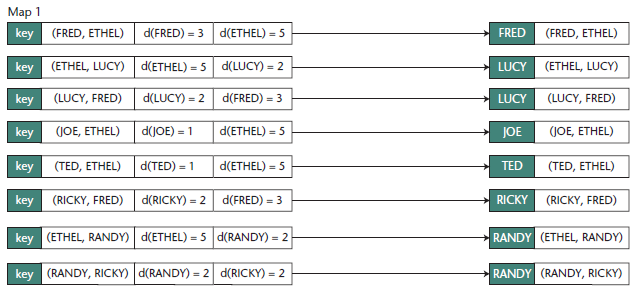 Map 1
key (FRED, ETHEL) d(FRED) = 3 d(ETHEL) = 5 FRED (FRED, ETHEL)
key (ETHEL, LUCY) d(ETHEL) = 5 d(LUCY) = 2 LUCY (ETHEL, LUCY)
key (LUCY, FRED) d(LUCY) = 2 d(FRED) = 3 LUCY (LUCY, FRED)
key (JOE, ETHEL) d(JOE) = 1 d(ETHEL) = 5 JOE (JOE, ETHEL)
key (TED, ETHEL) d(TED) = 1 d(ETHEL) = 5 TED (TED, ETHEL)
key (RICKY, FRED) d(RICKY) = 2 d(FRED) = 3 RICKY (RICKY, FRED)
key (ETHEL, RANDY) d(ETHEL) = 5 d(RANDY) = 2 RANDY (ETHEL, RANDY)
key (RANDY, RICKY) d(RANDY) = 2 d(RICKY) = 2 RANDY (RANDY, RICKY)